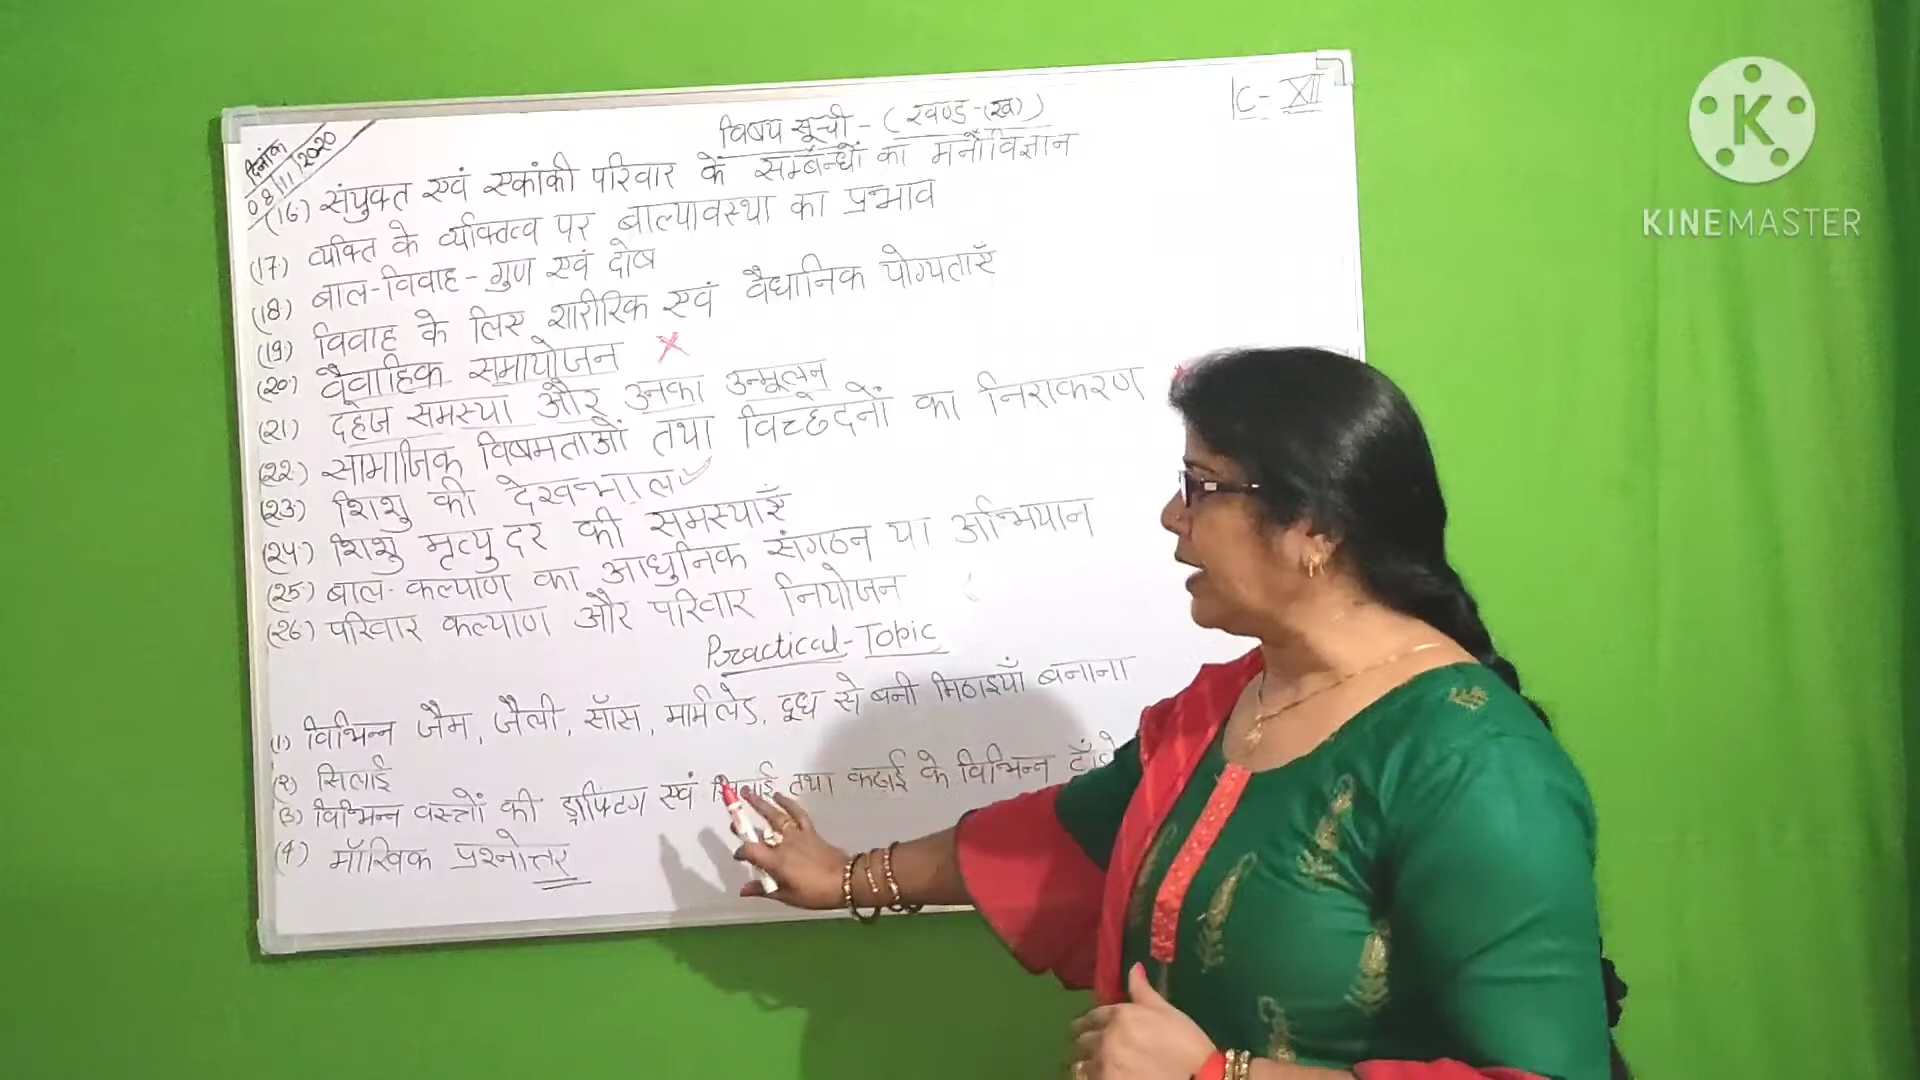 विषय सूची - (खण्ड-(ख))
C- XII
दिनांक
08/11/2020
(16) संयुक्त एवं एकांकी परिवार के सम्बन्धों का मनोविज्ञान
(17) व्यक्ति के व्यक्तित्व पर बाल्यावस्था का प्रभाव
(18) बाल-विवाह - गुण एवं दोष
(19) विवाह के लिए शारीरिक एवं वैधानिक योग्यताएँ
(20) वैवाहिक समायोजन ×
(21) दहेज समस्या और उनका उन्मूलन
(22) सामाजिक विषमताओं तथा विच्छेदनों का निराकरण
(23) शिशु की देखभाल
(24) शिशु मृत्यु दर की समस्याएँ
(25) बाल-कल्याण का आधुनिक संगठन या अभियान
(26) परिवार कल्याण और परिवार नियोजन
Practical-Topic
(1) विभिन्न जैम, जैली, सॉस, मार्मलेड, दूध से बनी मिठाइयाँ बनाना
(2) सिलाई
(3) विभिन्न वस्त्रों की ड्राफ्टिंग एवं सिलाई तथा कढ़ाई के विभिन्न
(4) मौखिक प्रश्नोत्तर
K
KINEMASTER